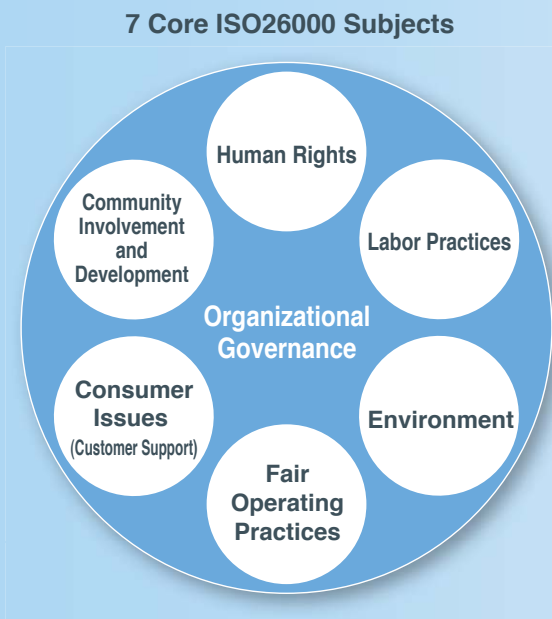 7 Core ISO26000 Subjects
Human Rights
Community
Involvement
and
Development
Labor Practices
Organizational
Governance
Consumer
Issues
(Customer Support)
Environment
Fair
Operating
Practices